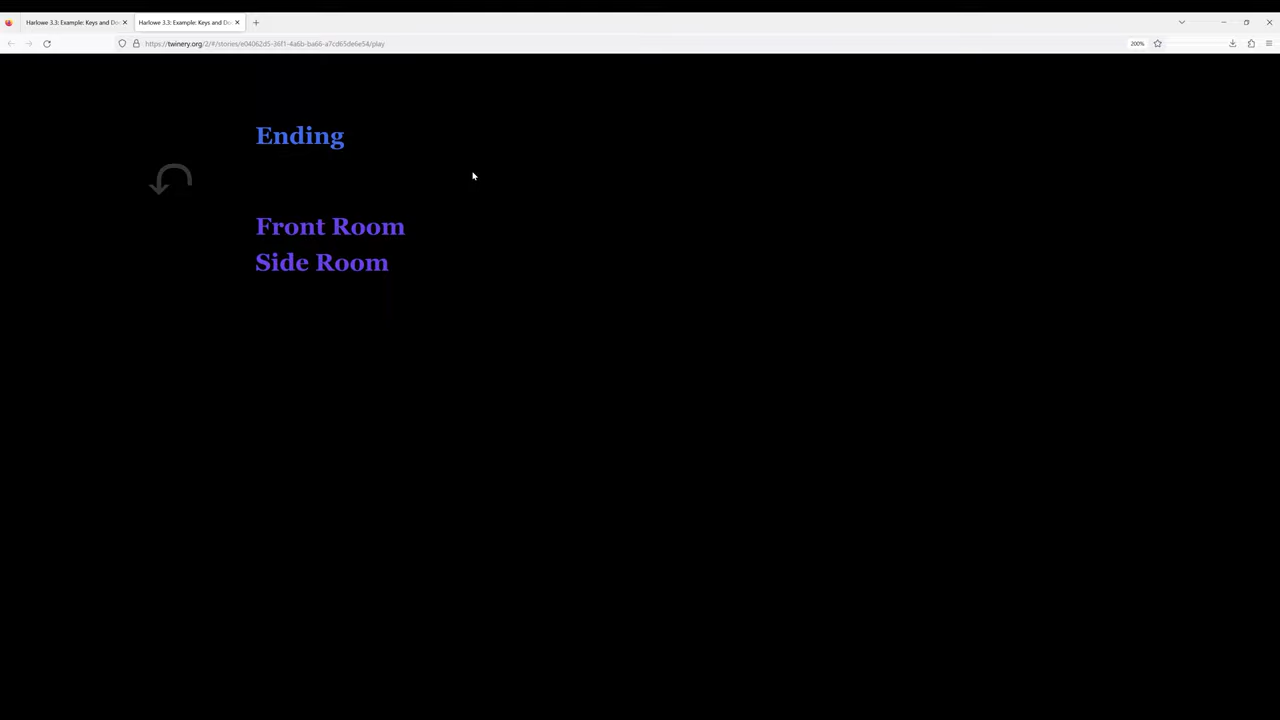 Harlowe 3.3: Example: Keys and Do
Harlowe 3.3: Example: Keys and Do
https://twinery.org/2/#/stories/e04062d5-36f1-4a6b-ba66-a7cd65de6e54/play
200%
Ending
Front Room
Side Room